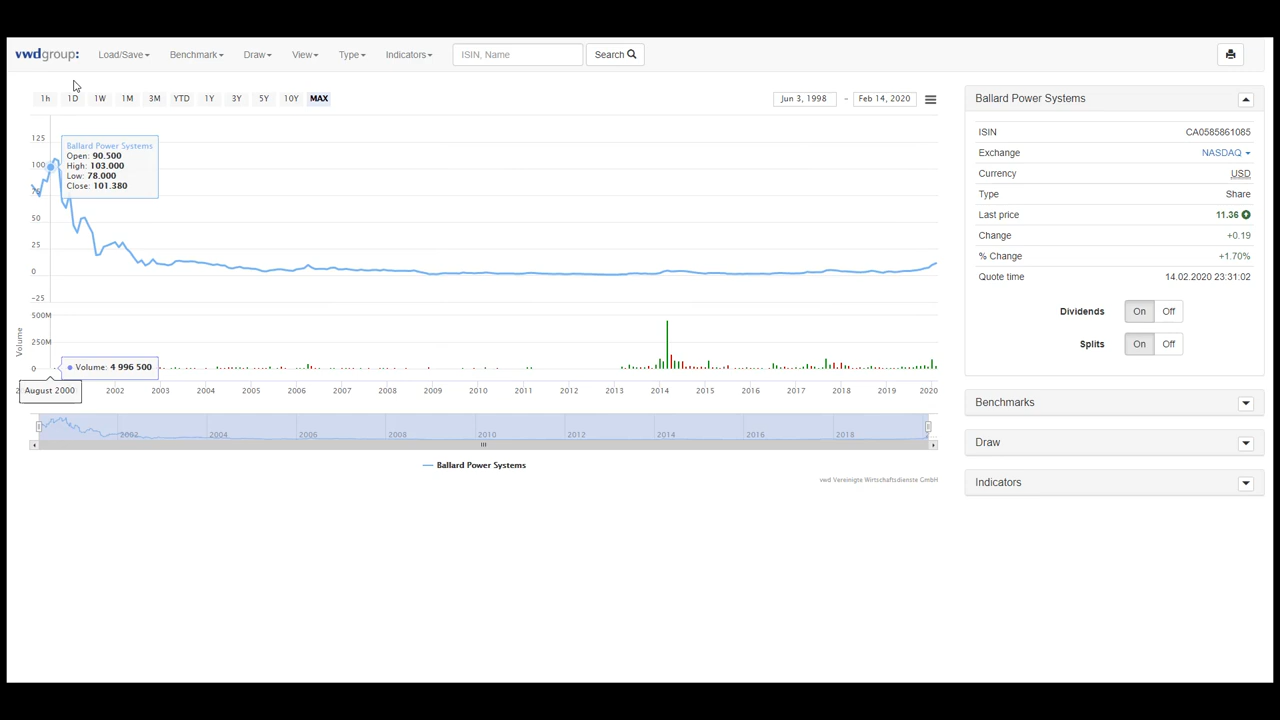 vwdgroup: Load/Save Benchmark Draw View Type Indicators ISIN, Name Search
1h 1D 1W 1M 3M YTD 1Y 3Y 5Y 10Y MAX Jun 3, 1998 - Feb 14, 2020
125
100
75
50
25
0
-25
Ballard Power Systems
Open: 90.500
High: 103.000
Low: 78.000
Close: 101.380
Volume
500M
250M
0
Volume: 4 996 500
August 2000
2002 2003 2004 2005 2006 2007 2008 2009 2010 2011 2012 2013 2014 2015 2016 2017 2018 2019 2020
2002 2004 2006 2008 2010 2012 2014 2016 2018
Ballard Power Systems
vwd Vereinigte Wirtschaftsdienste GmbH
Ballard Power Systems
ISIN CA0585861085
Exchange NASDAQ
Currency USD
Type Share
Last price 11.36
Change +0.19
% Change +1.70%
Quote time 14.02.2020 23:31:02
Dividends On Off
Splits On Off
Benchmarks
Draw
Indicators